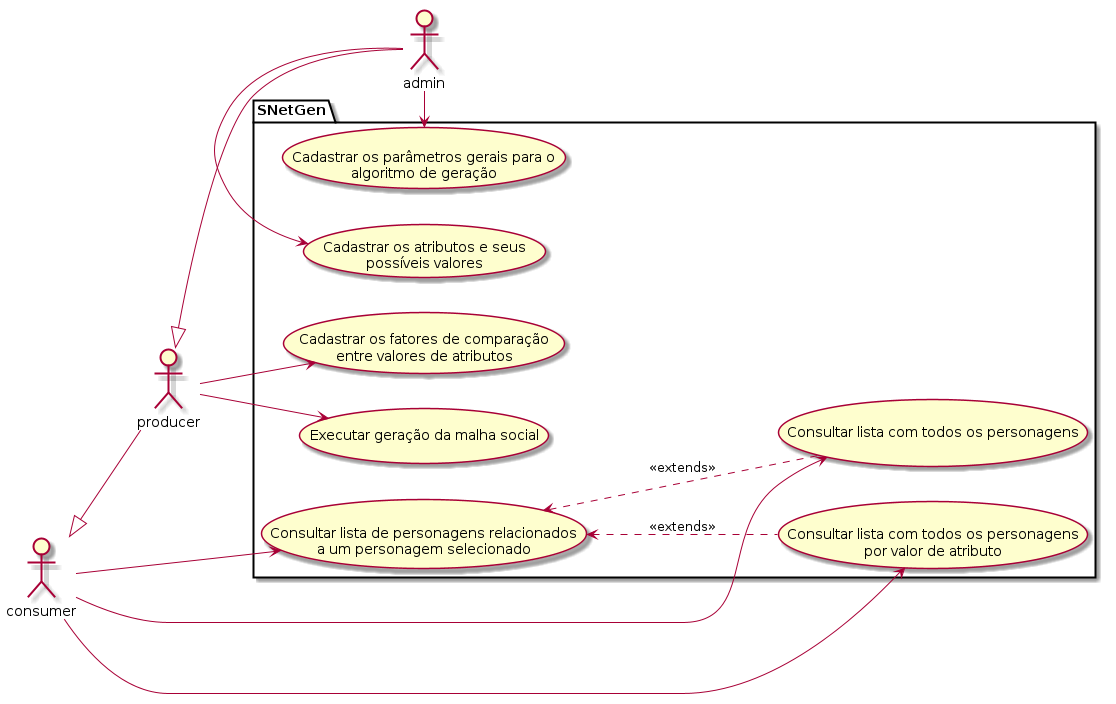 admin
SNetGen
Cadastrar os parâmetros gerais para o
algoritmo de geração
Cadastrar os atributos e seus
possíveis valores
Cadastrar os fatores de comparação
entre valores de atributos
producer
Executar geração da malha social
Consultar lista com todos os personagens
«extends»
Consultar lista de personagens relacionados
a um personagem selecionado
«extends»
Consultar lista com todos os personagens
por valor de atributo
consumer